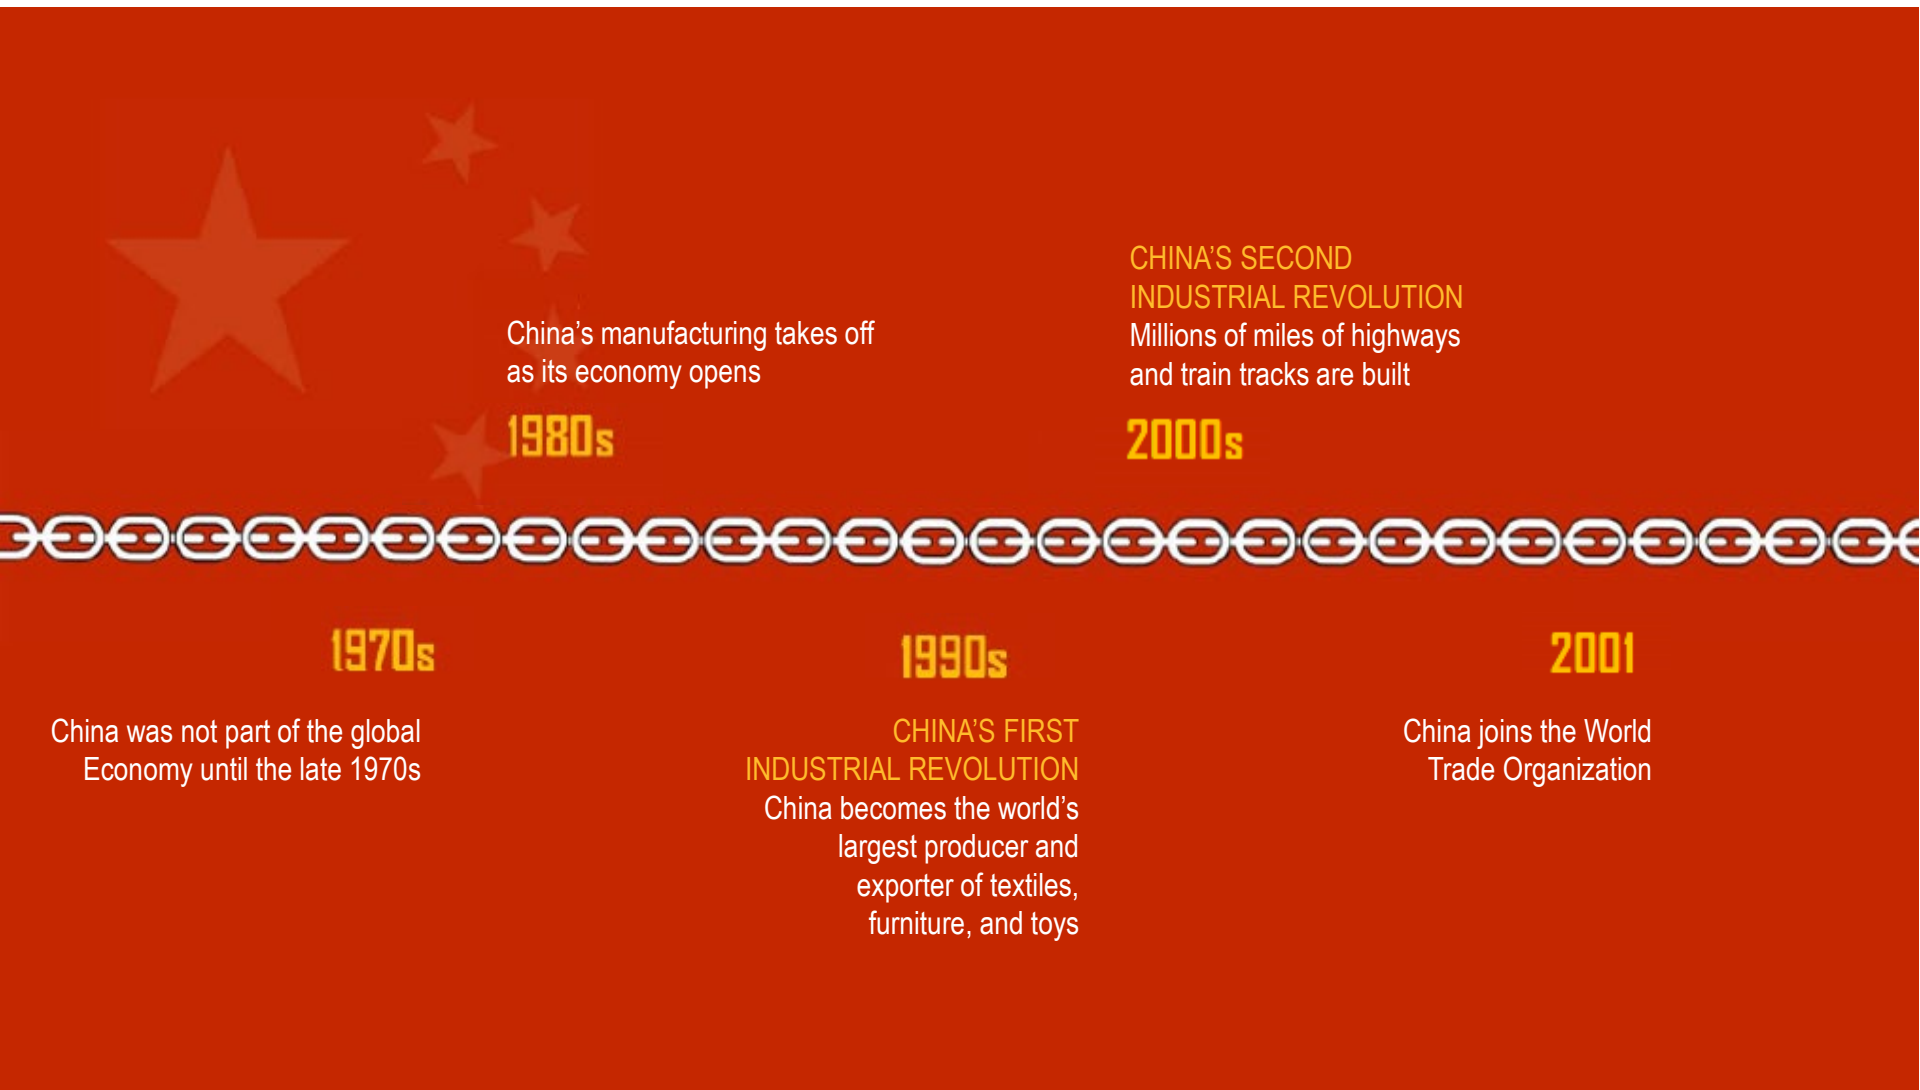 1970s
China was not part of the global
Economy until the late 1970s
China’s manufacturing takes off
as its economy opens
1980s
1990s
CHINA’S FIRST
INDUSTRIAL REVOLUTION
China becomes the world’s
largest producer and
exporter of textiles,
furniture, and toys
CHINA’S SECOND
INDUSTRIAL REVOLUTION
Millions of miles of highways
and train tracks are built
2000s
2001
China joins the World
Trade Organization